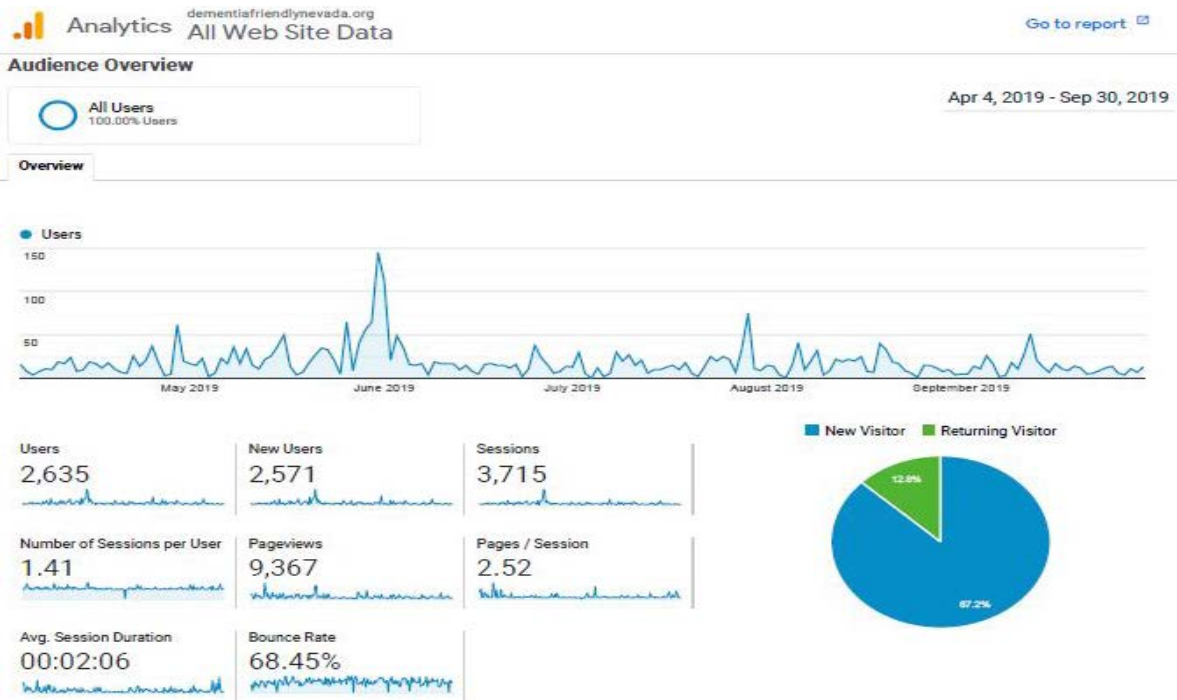 dementiafriendlynevada.org
Analytics All Web Site Data
Go to report
Audience Overview
All Users
100.00% Users
Apr 4, 2019 - Sep 30, 2019
Overview
Users
150
100
50
May 2019 June 2019 July 2019 August 2019 September 2019
New Visitor Returning Visitor
Users
2,635
New Users
2,571
Sessions
3,715
Number of Sessions per User
1.41
Pageviews
9,367
Pages / Session
2.52
Avg. Session Duration
00:02:06
Bounce Rate
68.45%
12.8%
87.2%